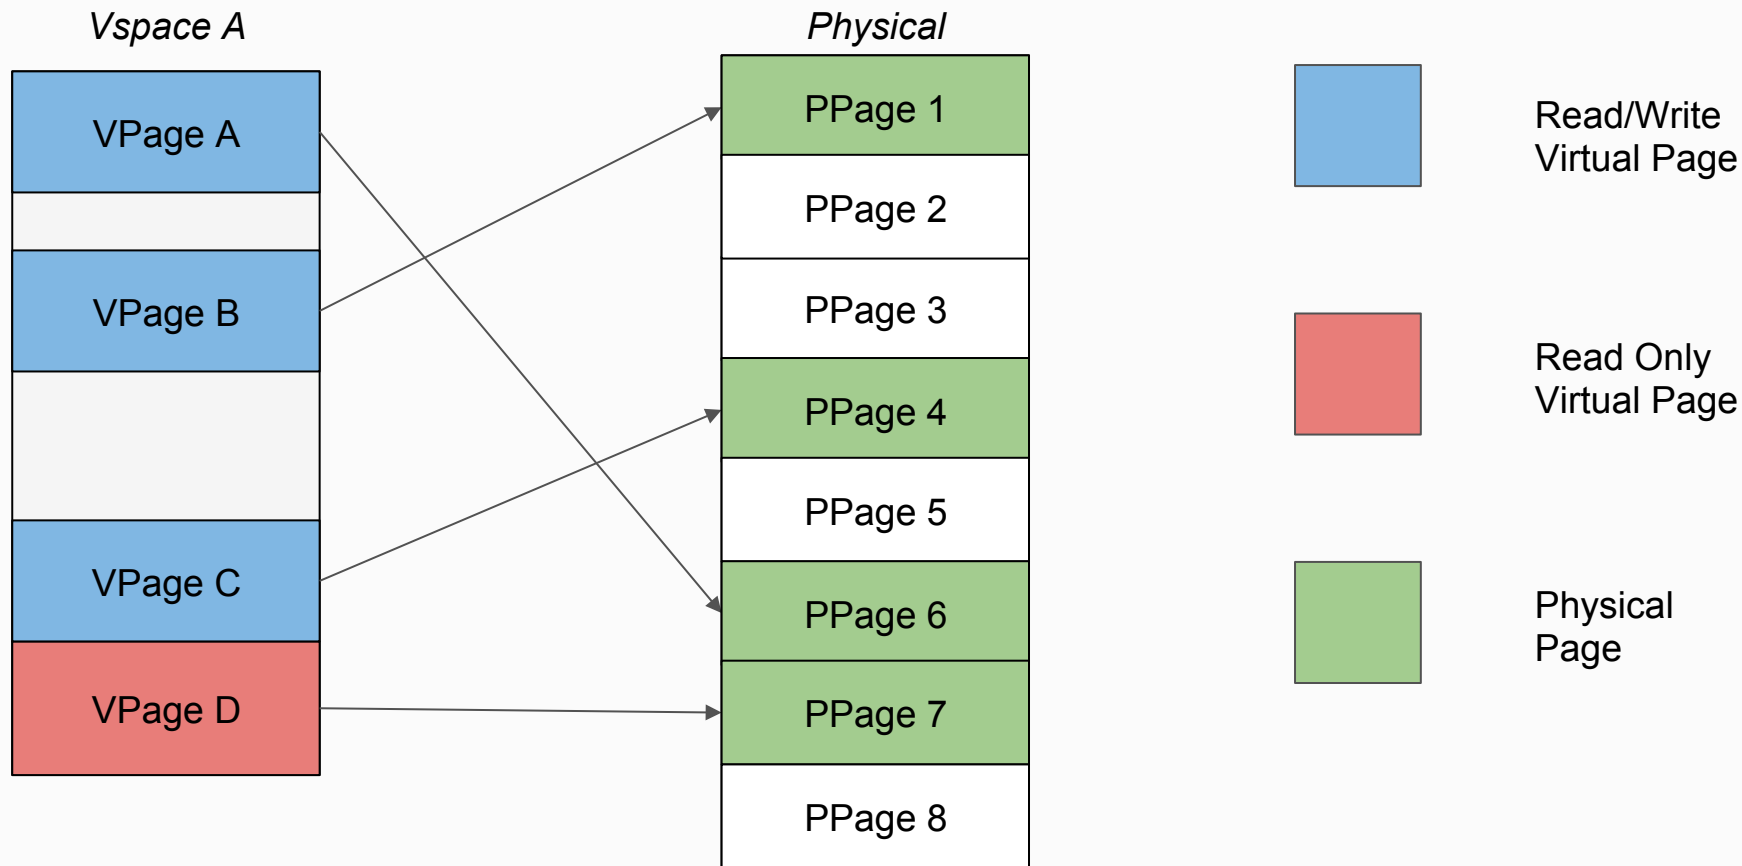 Vspace A
VPage A
VPage B
VPage C
VPage D
Physical
PPage 1
PPage 2
PPage 3
PPage 4
PPage 5
PPage 6
PPage 7
PPage 8
Read/Write
Virtual Page
Read Only
Virtual Page
Physical
Page